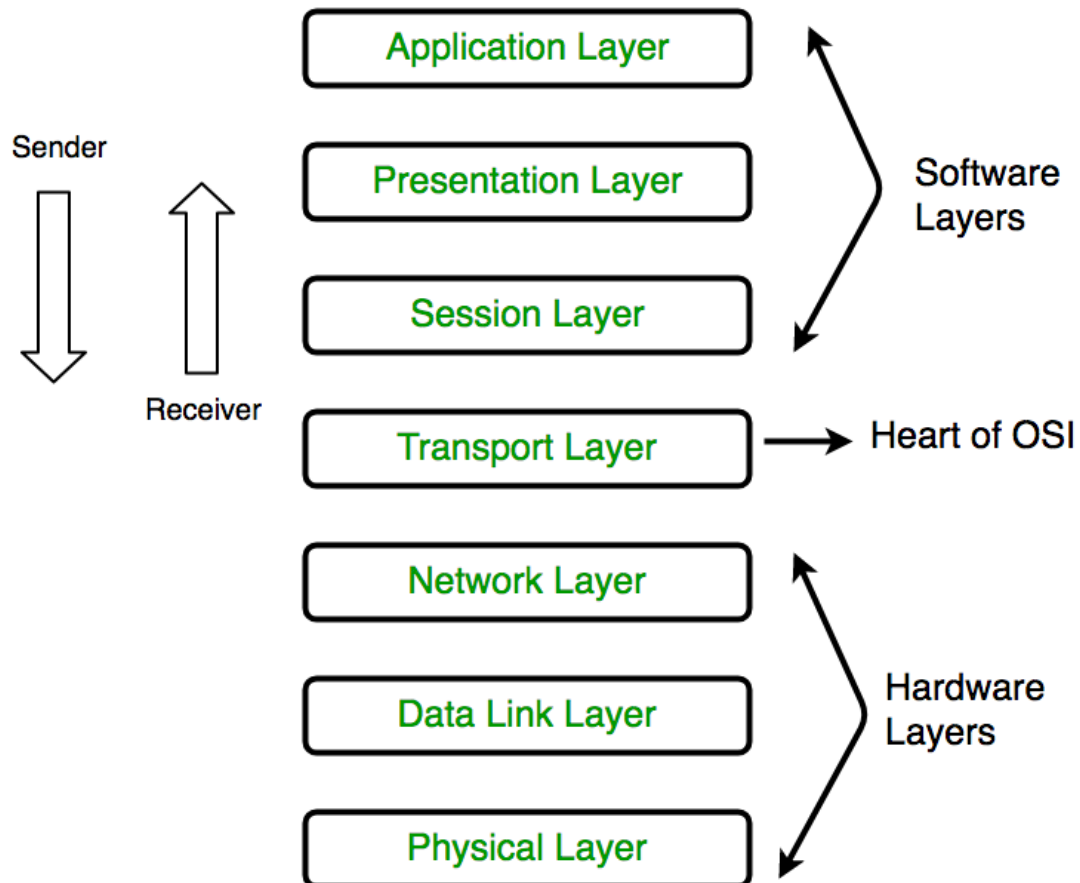 Application Layer
Sender
Presentation Layer
Software
Layers
Session Layer
Receiver
Transport Layer
Heart of OSI
Network Layer
Data Link Layer
Hardware
Layers
Physical Layer